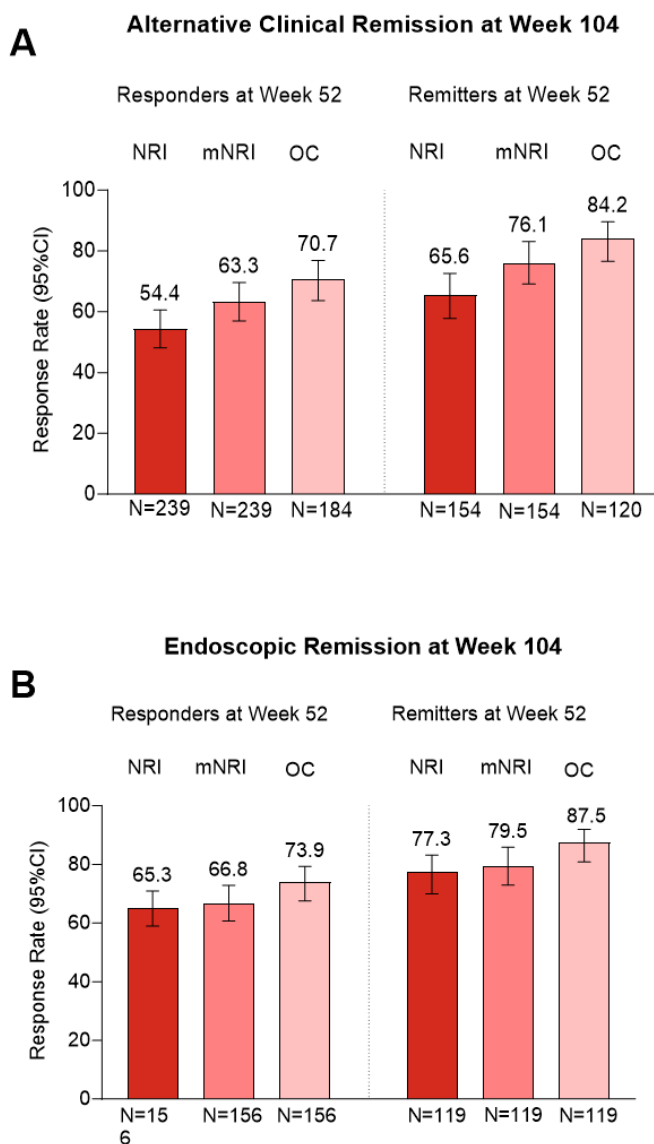 Alternative Clinical Remission at Week 104
A
Responders at Week 52 Remitters at Week 52
NRI mNRI OC NRI mNRI OC
Response Rate (95%CI)
100
80
60
40
20
0
54.4 63.3 70.7 65.6 76.1 84.2
N=239 N=239 N=184 N=154 N=154 N=120
Endoscopic Remission at Week 104
B
Responders at Week 52 Remitters at Week 52
NRI mNRI OC NRI mNRI OC
Response Rate (95%CI)
100
80
60
40
20
0
65.3 66.8 73.9 77.3 79.5 87.5
N=15 N=156 N=156 N=119 N=119 N=119
6